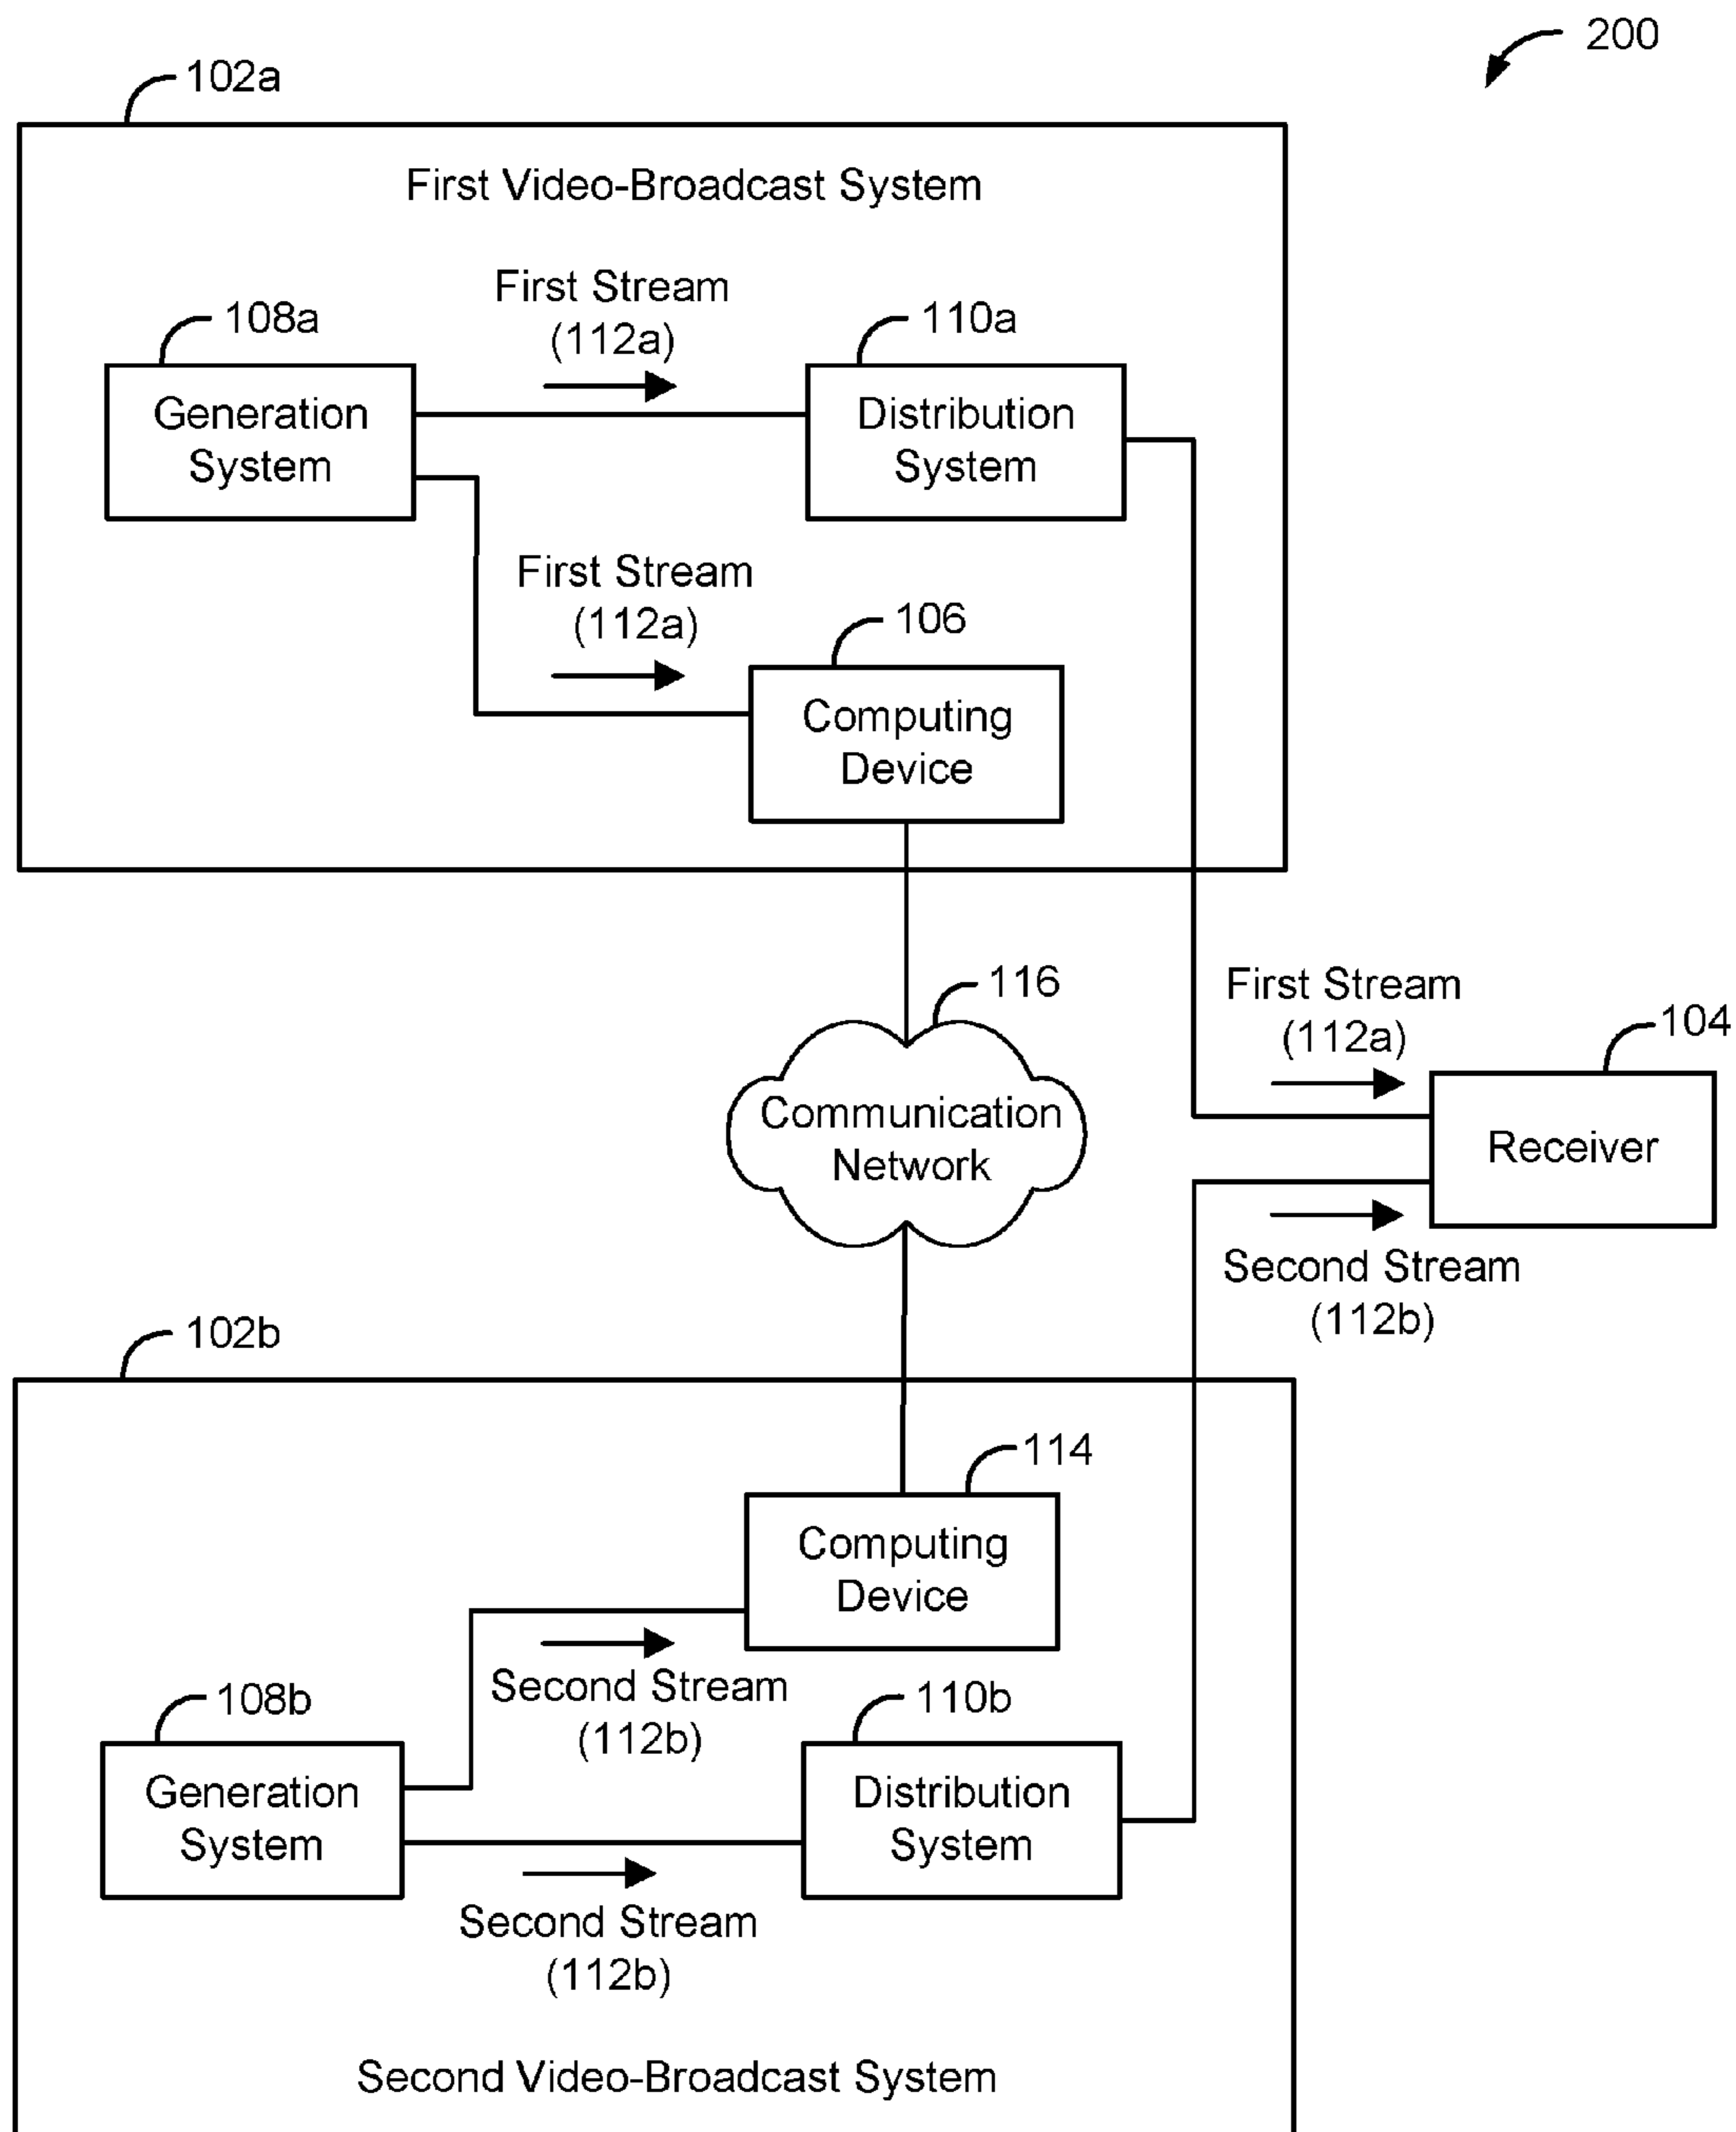 200
102a
First Video-Broadcast System
First Stream
(112a)
108a
110a
Generation
System
Distribution
System
First Stream
(112a)
106
Computing
Device
116
First Stream
(112a)
104
Communication
Network
Receiver
Second Stream
(112b)
102b
114
Computing
Device
Second Stream
(112b)
108b
110b
Generation
System
Distribution
System
Second Stream
(112b)
Second Video-Broadcast System